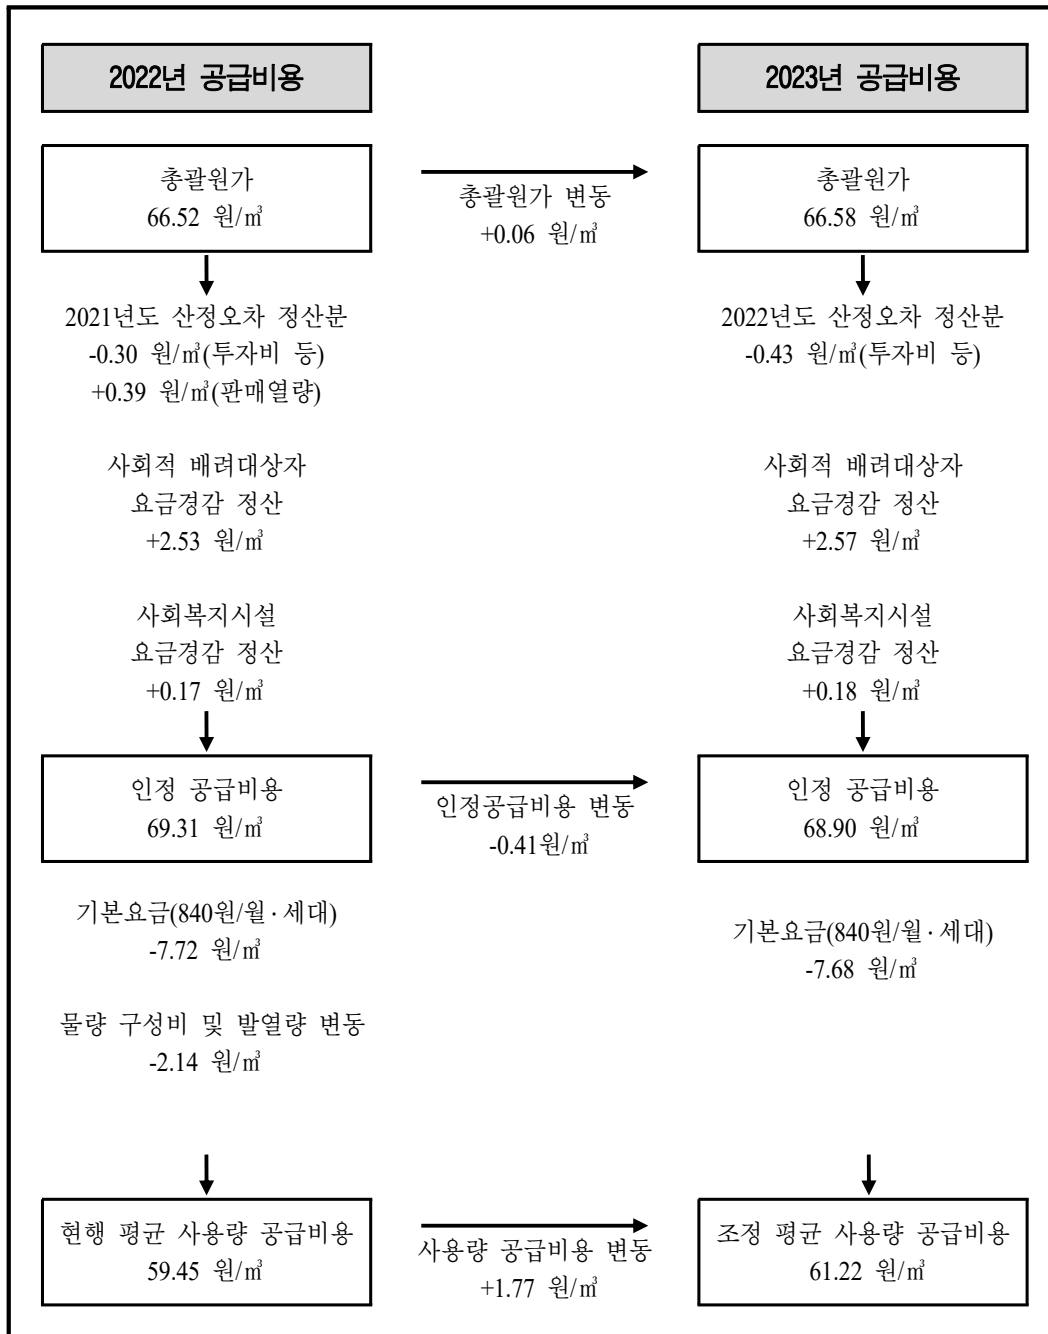 2022년 공급비용
2023년 공급비용
총괄원가
66.52 원/㎥
총괄원가 변동
+0.06 원/㎥
총괄원가
66.58 원/㎥
2021년도 산정오차 정산분
-0.30 원/㎥(투자비 등)
+0.39 원/㎥(판매열량)
2022년도 산정오차 정산분
-0.43 원/㎥(투자비 등)
사회적 배려대상자
요금경감 정산
+2.53 원/㎥
사회적 배려대상자
요금경감 정산
+2.57 원/㎥
사회복지시설
요금경감 정산
+0.17 원/㎥
사회복지시설
요금경감 정산
+0.18 원/㎥
인정 공급비용
69.31 원/㎥
인정공급비용 변동
-0.41원/㎥
인정 공급비용
68.90 원/㎥
기본요금(840원/월·세대)
-7.72 원/㎥
기본요금(840원/월·세대)
-7.68 원/㎥
물량 구성비 및 발열량 변동
-2.14 원/㎥
현행 평균 사용량 공급비용
59.45 원/㎥
사용량 공급비용 변동
+1.77 원/㎥
조정 평균 사용량 공급비용
61.22 원/㎥